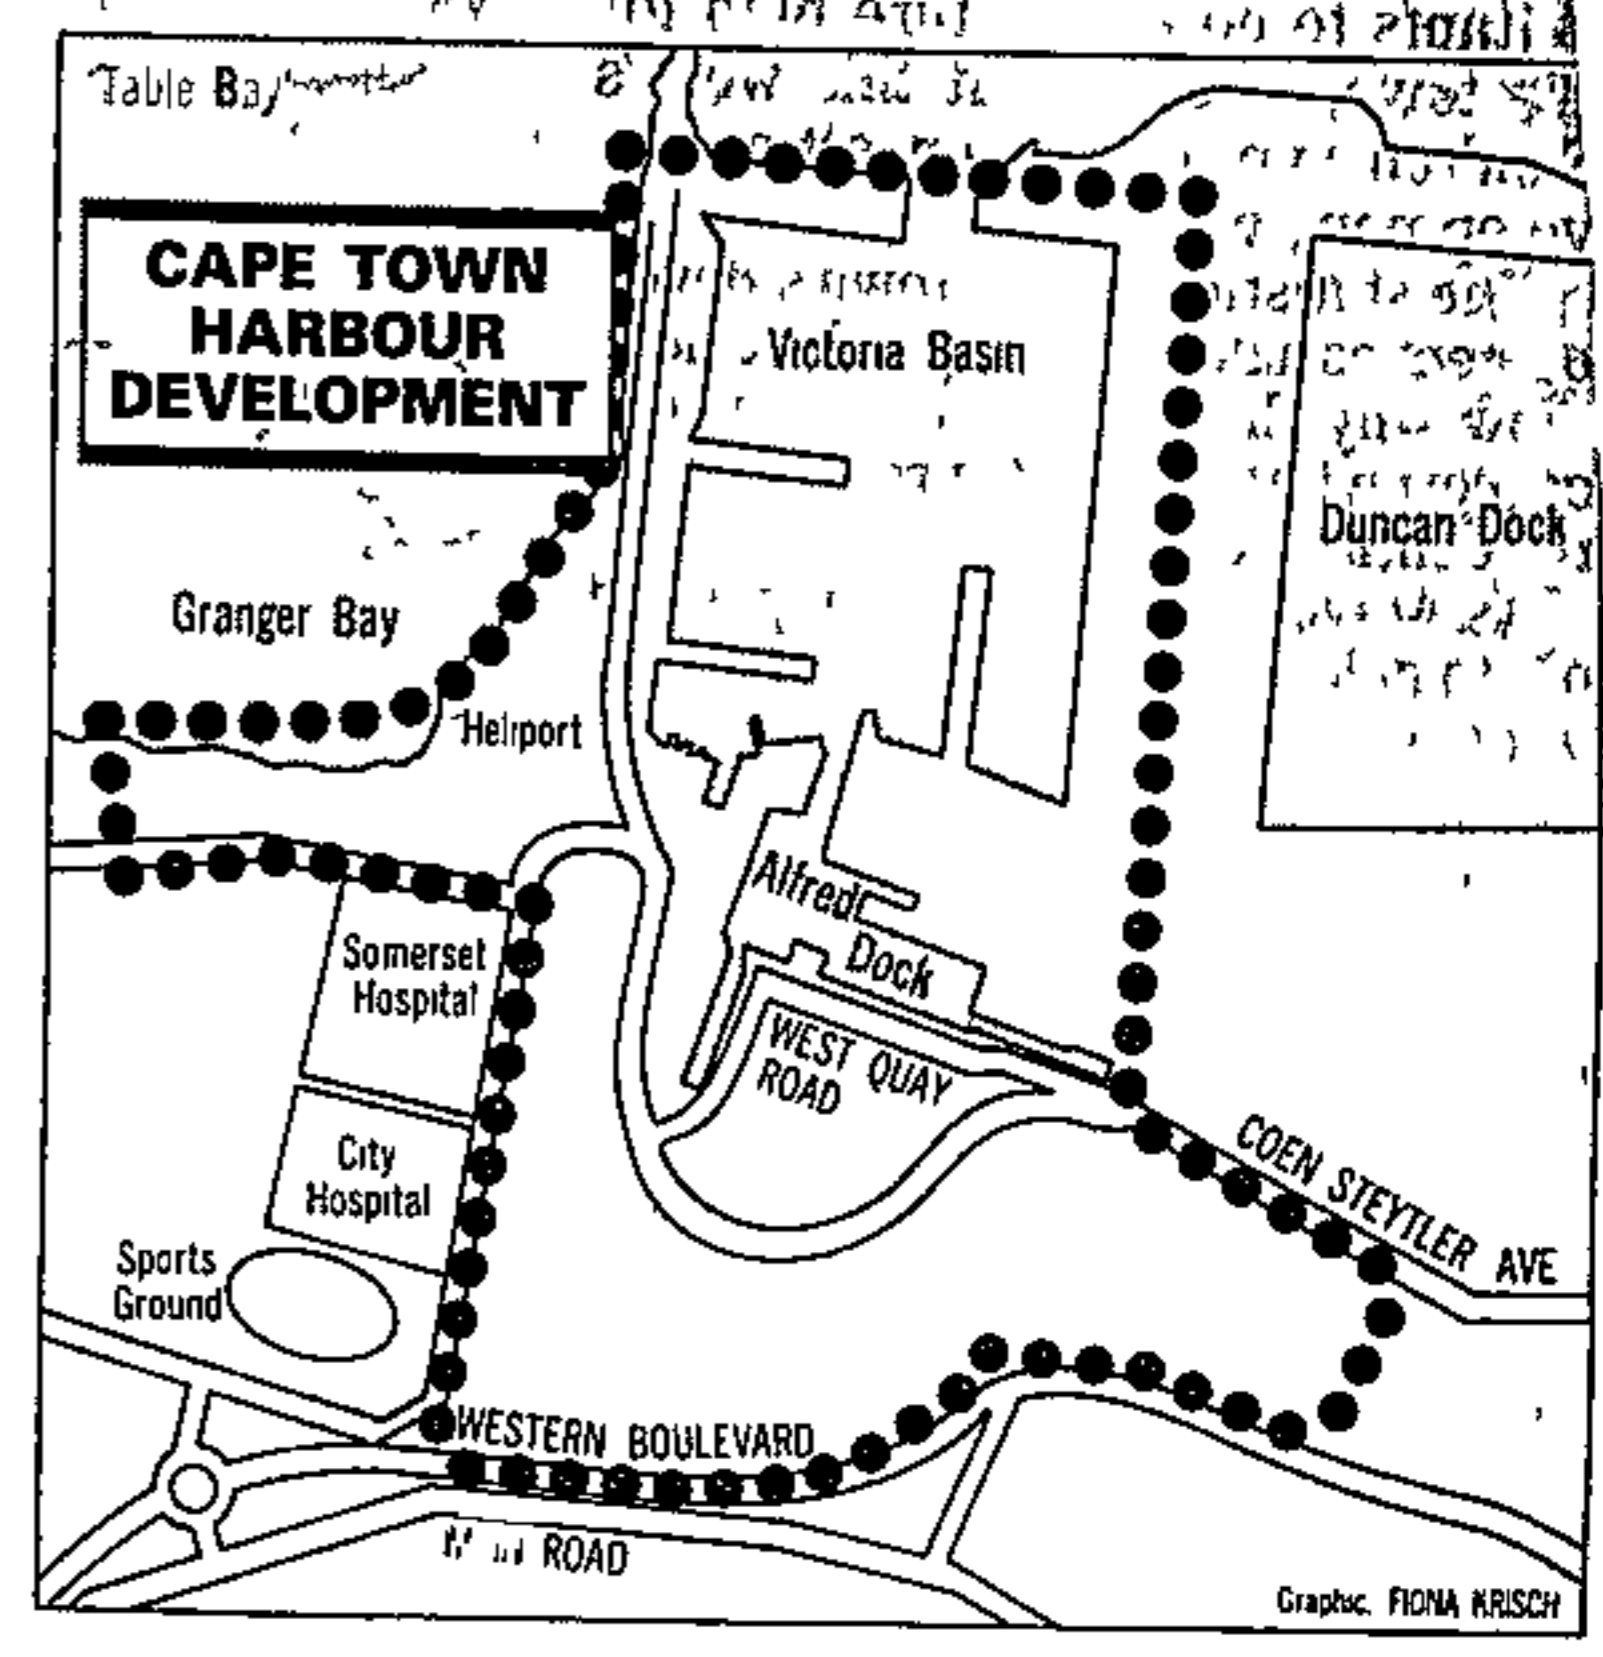 Table Bay
CAPE TOWN
HARBOUR
DEVELOPMENT
Victoria Basin
Duncan Dock
Granger Bay
Heliport
Alfred
Dock
Somerset
Hospital
WEST QUAY
ROAD
City
Hospital
COEN STEYTLER AVE
Sports
Ground
WESTERN BOULEVARD
ROAD
Graphic. FIONA KRISCH